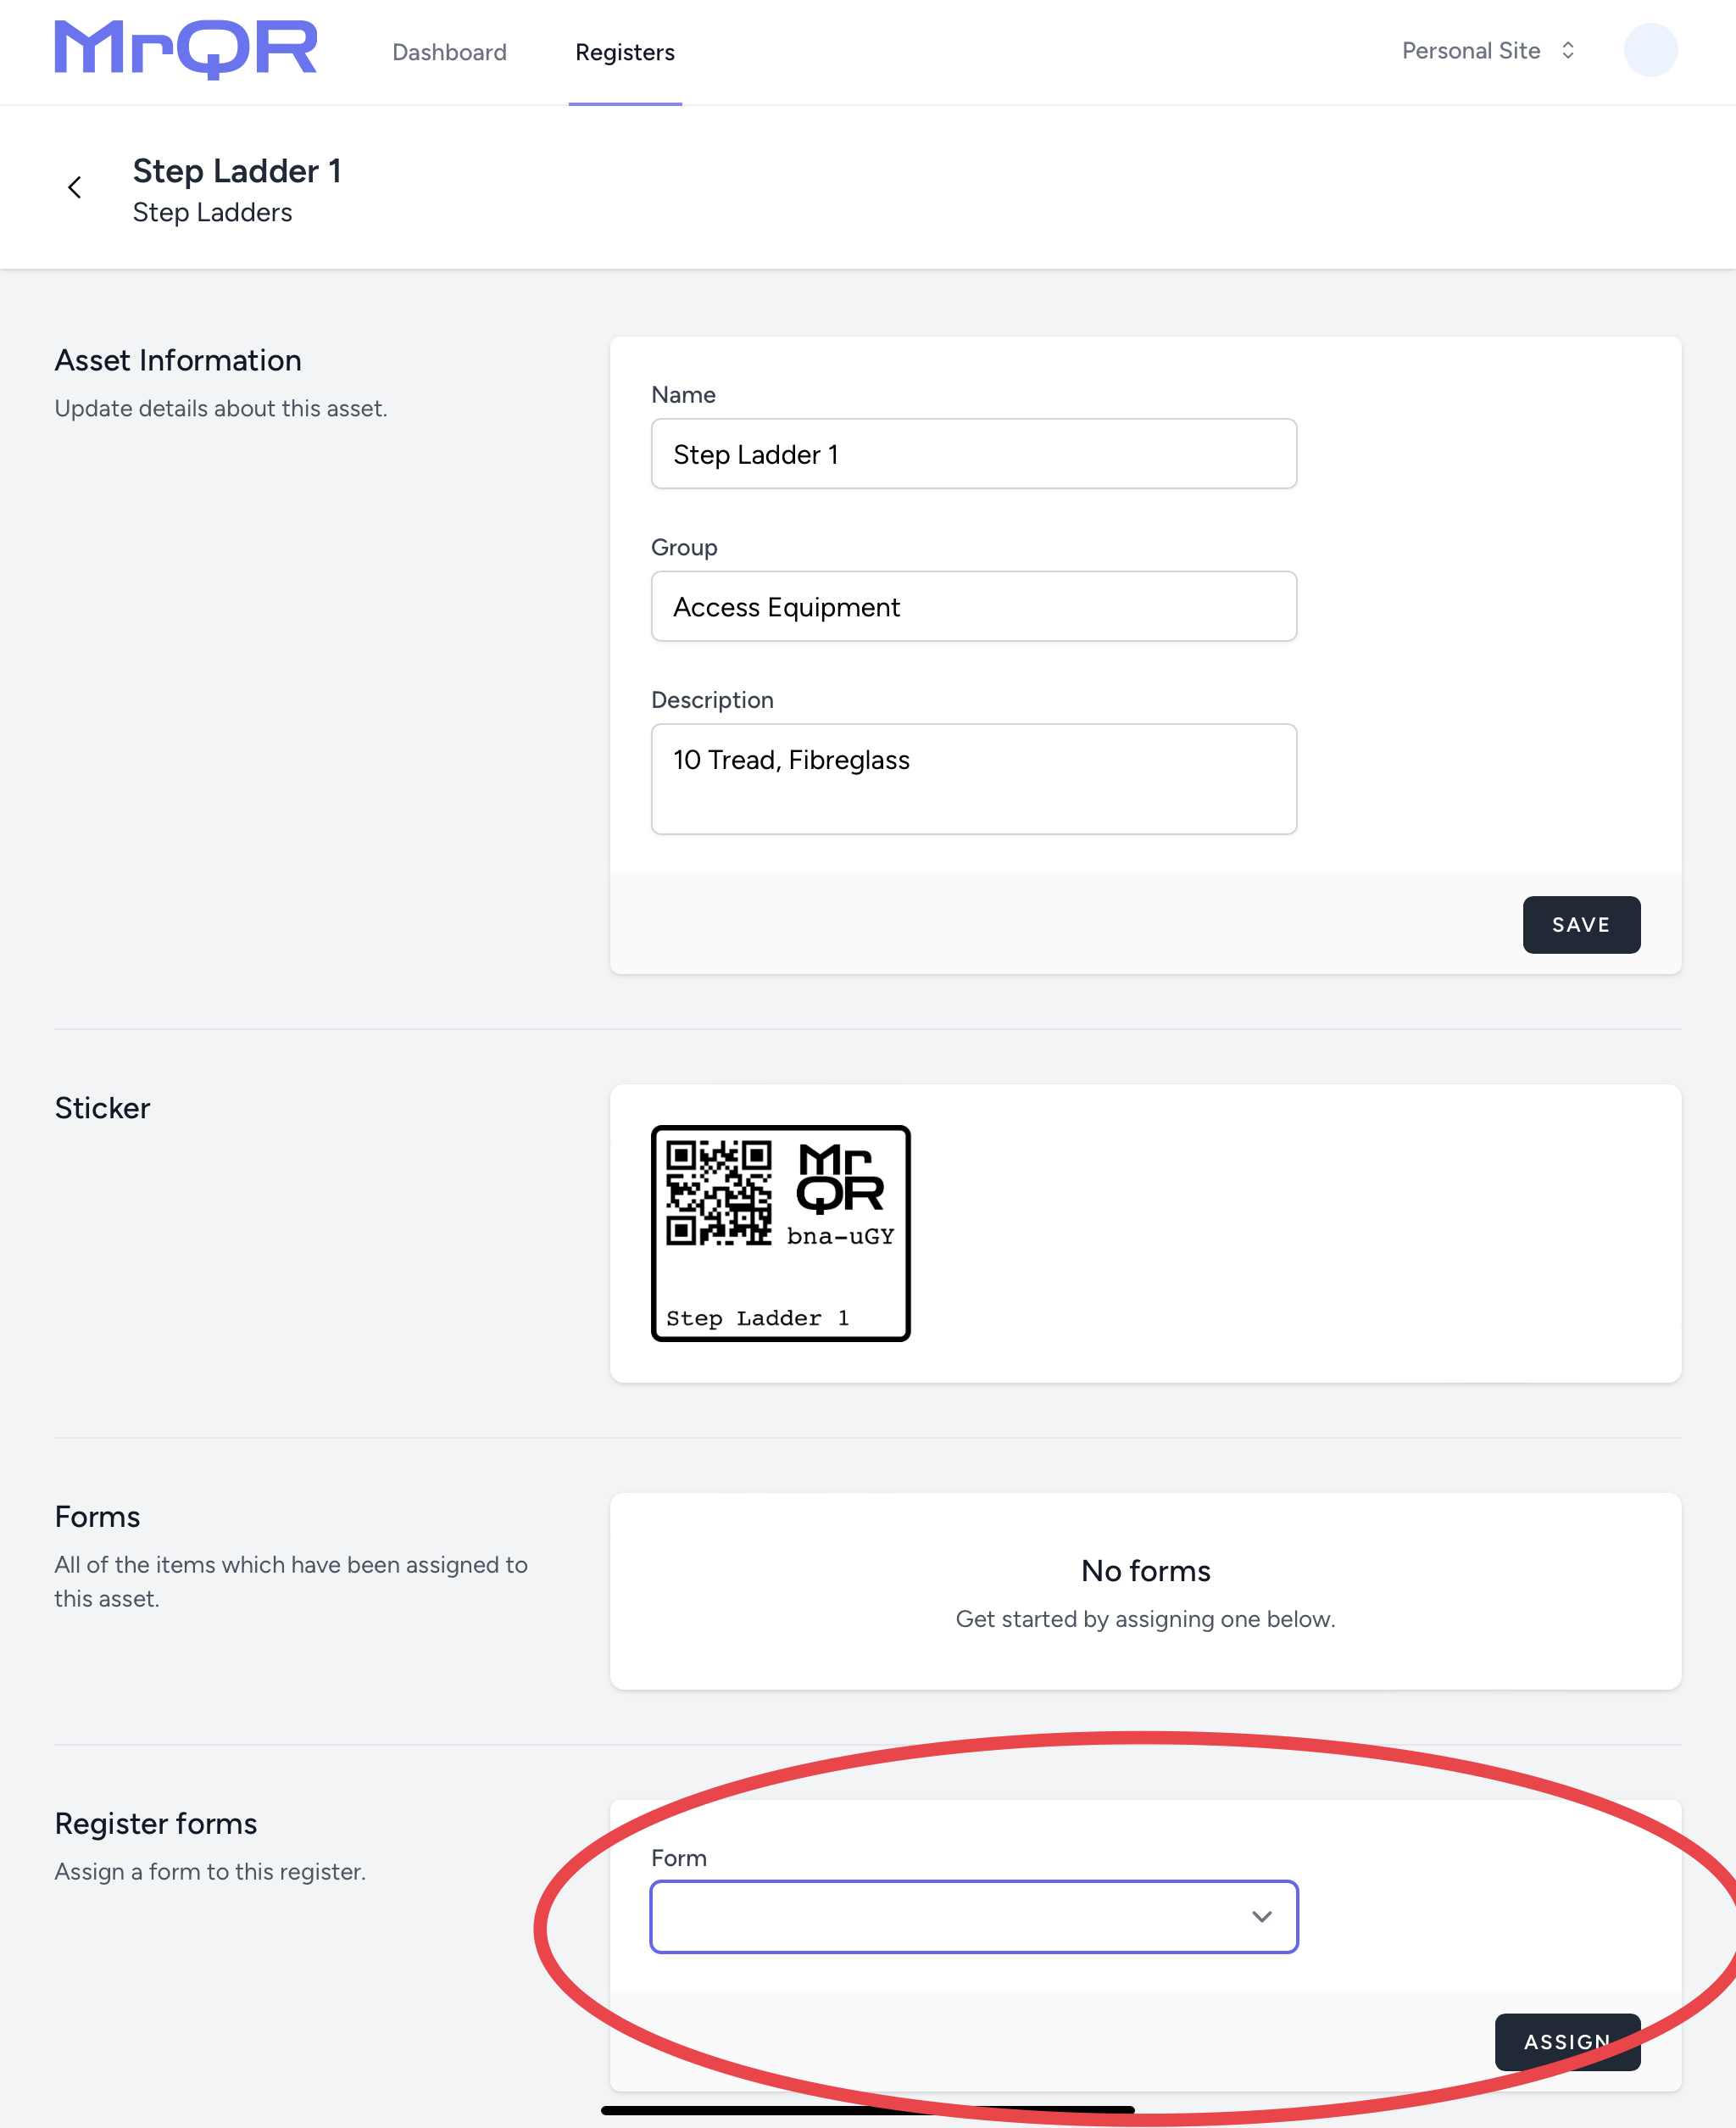 MrQR
Dashboard
Registers
Personal Site
Step Ladder 1
Step Ladders
Asset Information
Update details about this asset.
Name
Step Ladder 1
Group
Access Equipment
Description
10 Tread, Fibreglass
SAVE
Sticker
Mr
QR
bna-uGY
Step Ladder 1
Forms
All of the items which have been assigned to
this asset.
No forms
Get started by assigning one below.
Register forms
Assign a form to this register.
Form
ASSIGN